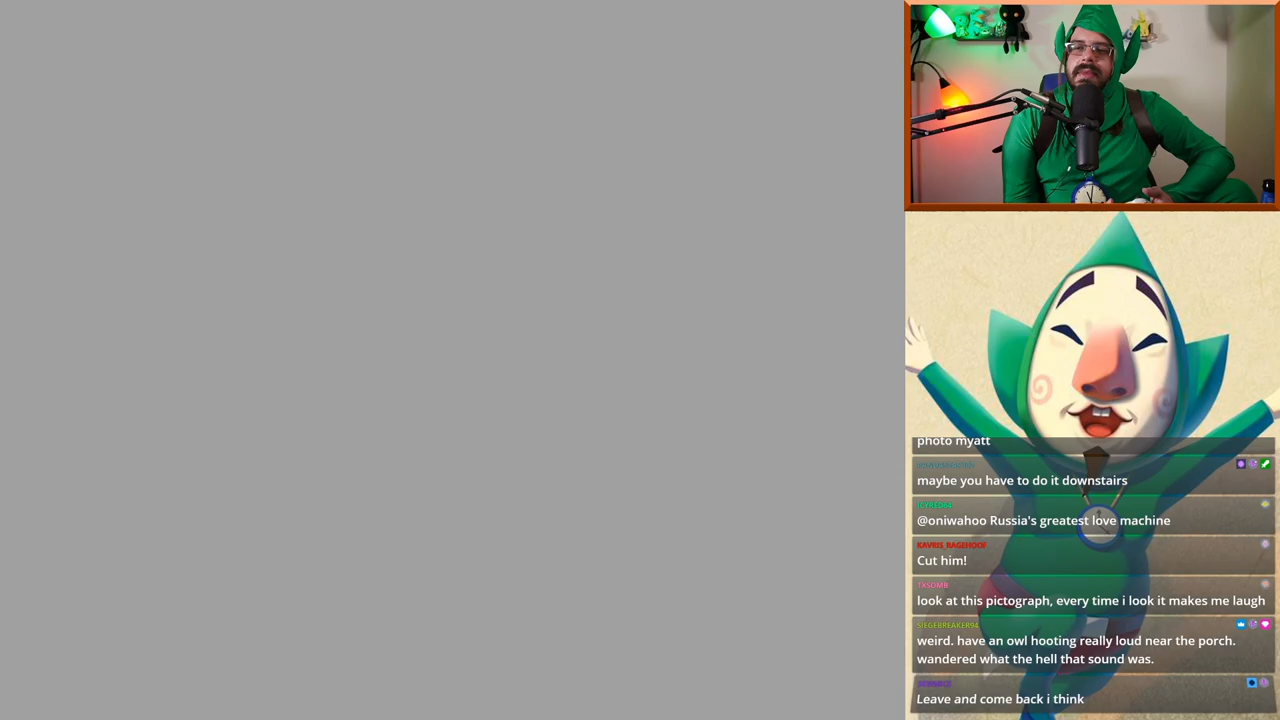 photo myatt
maybe you have to do it downstairs
@oniwahoo Russia's greatest love machine
KAVRIS_RAGEHOOF
Cut him!
look at this pictograph, every time i look it makes me laugh
SIEGEBREAKER94
weird. have an owl hooting really loud near the porch.
wandered what the hell that sound was.
Leave and come back i think